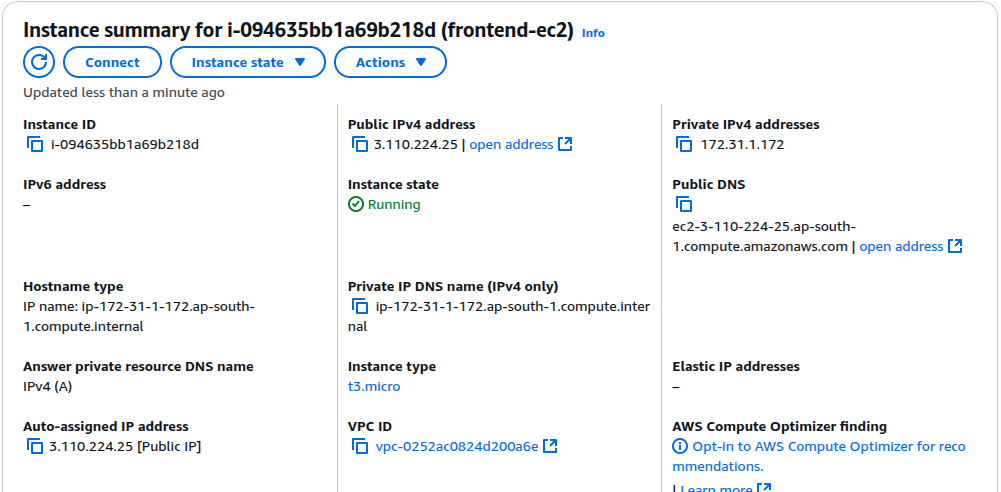 Instance summary for i-094635bb1a69b218d (frontend-ec2) Info
Connect
Instance state
Actions
Updated less than a minute ago
Instance ID
i-094635bb1a69b218d
Public IPv4 address
3.110.224.25 | open address
Private IPv4 addresses
172.31.1.172
IPv6 address
–
Instance state
Running
Public DNS
ec2-3-110-224-25.ap-south-
1.compute.amazonaws.com | open address
Hostname type
IP name: ip-172-31-1-172.ap-south-
1.compute.internal
Private IP DNS name (IPv4 only)
ip-172-31-1-172.ap-south-1.compute.inter
nal
Answer private resource DNS name
IPv4 (A)
Instance type
t3.micro
Elastic IP addresses
–
Auto-assigned IP address
3.110.224.25 [Public IP]
VPC ID
vpc-0252ac0824d200a6e
AWS Compute Optimizer finding
Opt-in to AWS Compute Optimizer for reco
mmendations.
| Learn more